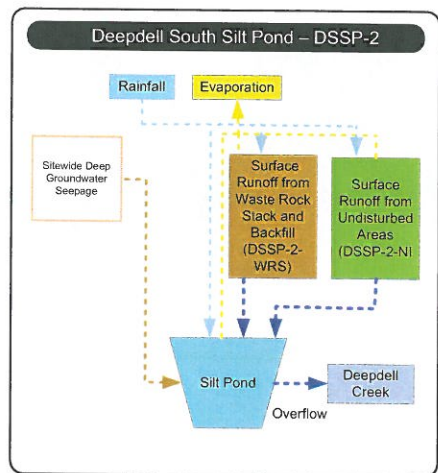 Deepdell South Silt Pond – DSSP-2
Rainfall
Evaporation
Sitewide Deep
Groundwater
Seepage
Surface
Runoff from
Waste Rock
Stack and
Backfill
(DSSP-2-
WRS)
Surface
Runoff from
Undisturbed
Areas
(DSSP-2-NI
Silt Pond
Deepdell
Creek
Overflow